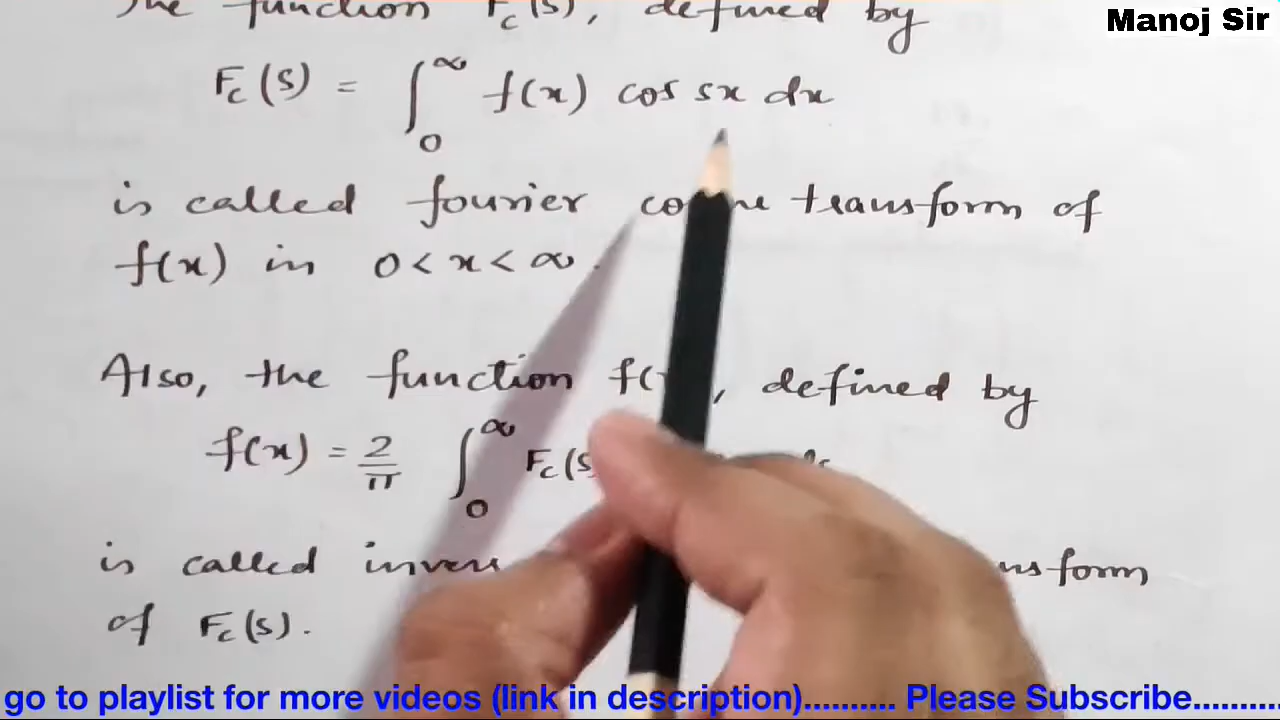 The function Fc(s), defined by
Manoj Sir
Fc(s) = ∫₀^∞ f(x) cos sx dx
is called fourier transform of
f(x) in 0 < x < ∞.
Also, the function defined by
f(x) = 2/π ∫₀^∞ Fc(s
is called
of Fc(s).
go to playlist for more videos (link in description).......... Please Subscribe.........